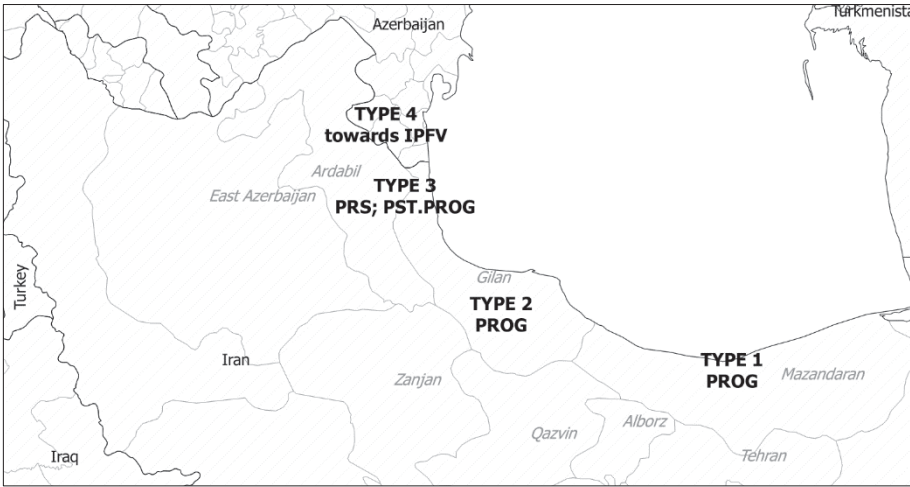 Azerbaijan
Turkmenista
TYPE 4
towards IPFV
Ardabil
TYPE 3
East Azerbaijan
PRS; PST.PROG
Turkey
Gilan
TYPE 2
PROG
Iran
TYPE 1
PROG
Mazandaran
Zanjan
Alborz
Qazvin
Tehran
Iraq